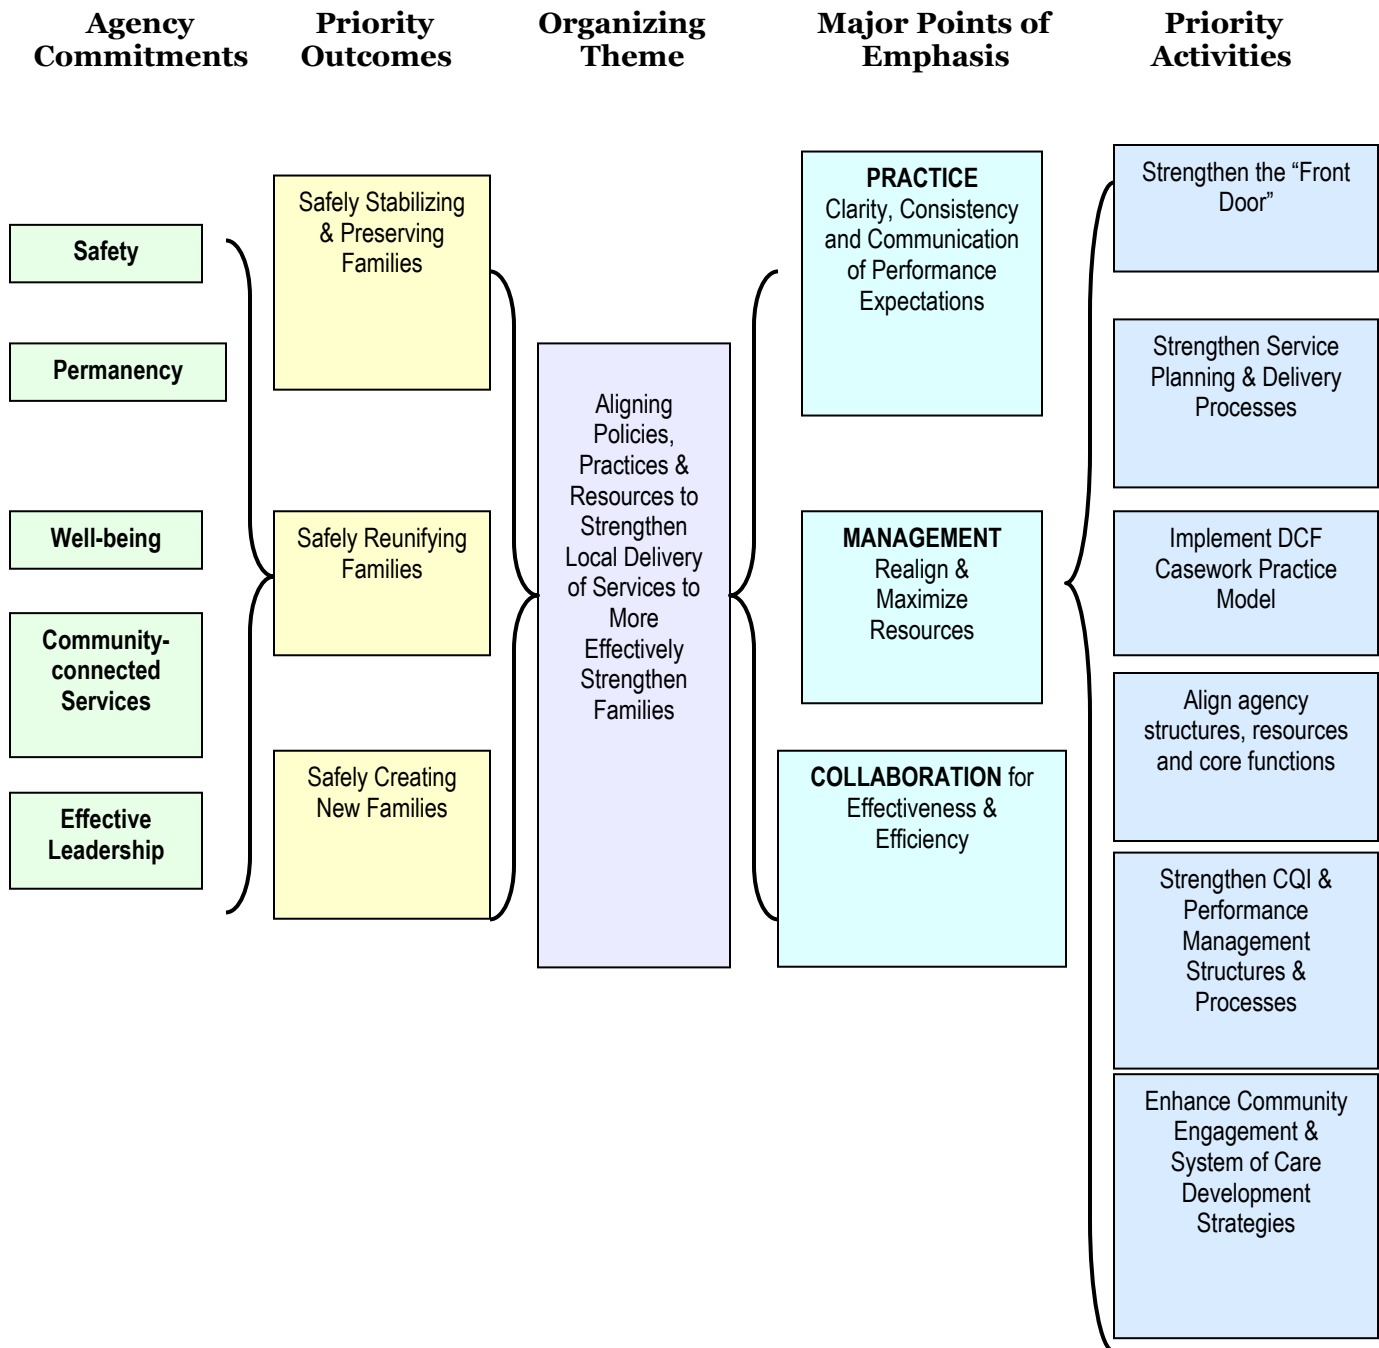 Agency
Commitments
Priority
Outcomes
Organizing
Theme
Major Points of
Emphasis
Priority
Activities
Safety
Permanency
Well-being
Community-
connected
Services
Effective
Leadership
Safely Stabilizing
& Preserving
Families
Safely Reunifying
Families
Safely Creating
New Families
Aligning
Policies,
Practices &
Resources to
Strengthen
Local Delivery
of Services to
More
Effectively
Strengthen
Families
PRACTICE
Clarity, Consistency
and Communication
of Performance
Expectations
MANAGEMENT
Realign &
Maximize
Resources
COLLABORATION for
Effectiveness &
Efficiency
Strengthen the “Front
Door”
Strengthen Service
Planning & Delivery
Processes
Implement DCF
Casework Practice
Model
Align agency
structures, resources
and core functions
Strengthen CQI &
Performance
Management
Structures &
Processes
Enhance Community
Engagement &
System of Care
Development
Strategies